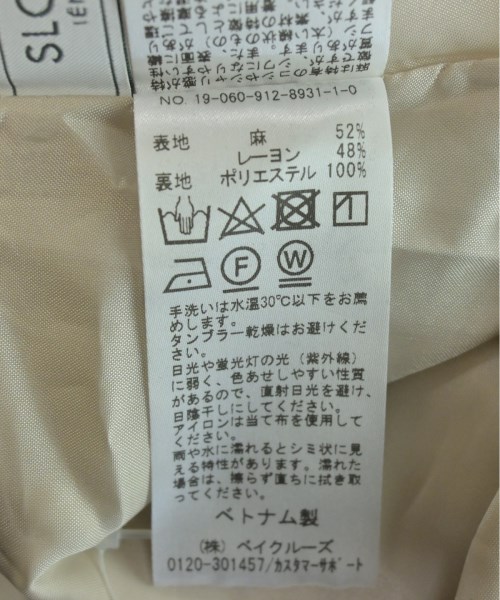 SLO
IÉN
NO. 19-060-912-8931-1-0
表地 麻 52%
レーヨン 48%
裏地 ポリエステル 100%
F W
手洗いは水温30℃以下をお薦
めします。
タンブラー乾燥はお避けくだ
さい。
日光や蛍光灯の光（紫外線）
に弱く、色あせしやすい性質
があるので、直射日光を避け、
日陰干しにしてください。
アイロンは当て布を使用して
ください。
雨や水に濡れるとシミ状に見
える特性があります。濡れた
場合は、擦らず直ちに拭き取
ってください。
ベトナム製
（株）ベイクルーズ
0120-301457/カスタマーサポート